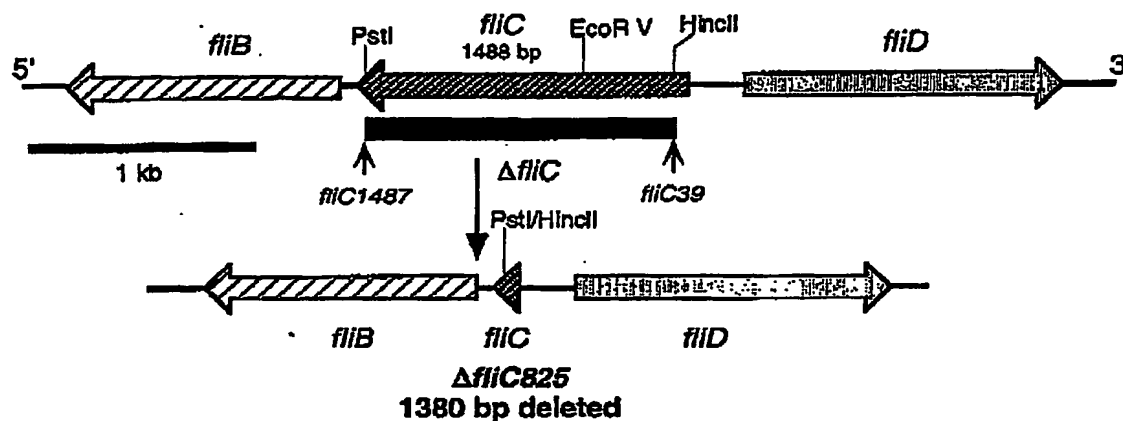 fliB
PstI
fliC
1488 bp
EcoR V
HincII
fliD
5'
3
1 kb
ΔfliC
fliC1487
fliC39
PstI/HincII
fliB
fliC
fliD
ΔfliC825
1380 bp deleted